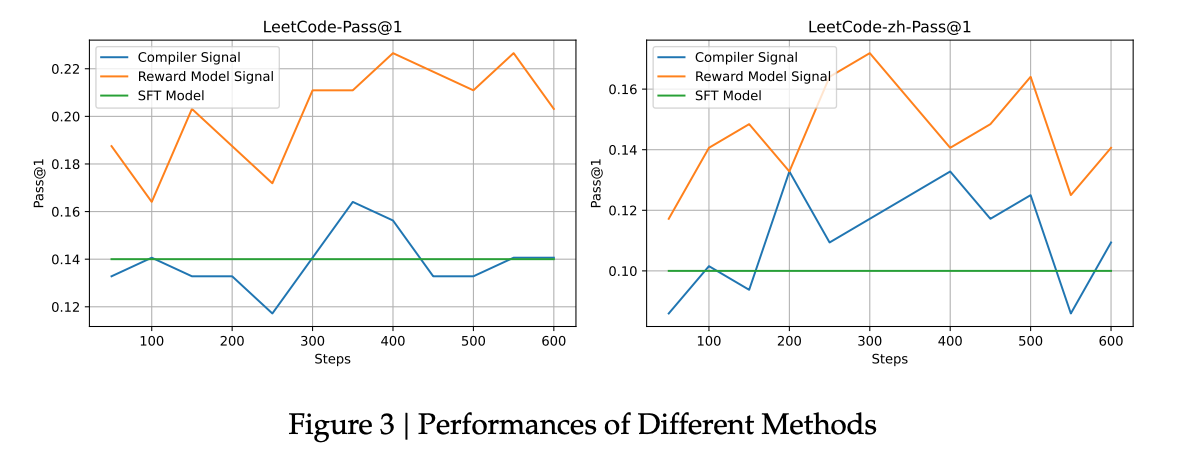 LeetCode-Pass@1
Compiler Signal
Reward Model Signal
SFT Model
0.22
0.20
0.18
0.16
0.14
0.12
Pass@1
100 200 300 400 500 600
Steps
LeetCode-zh-Pass@1
Compiler Signal
Reward Model Signal
SFT Model
0.16
0.14
0.12
0.10
Pass@1
100 200 300 400 500 600
Steps
Figure 3 | Performances of Different Methods